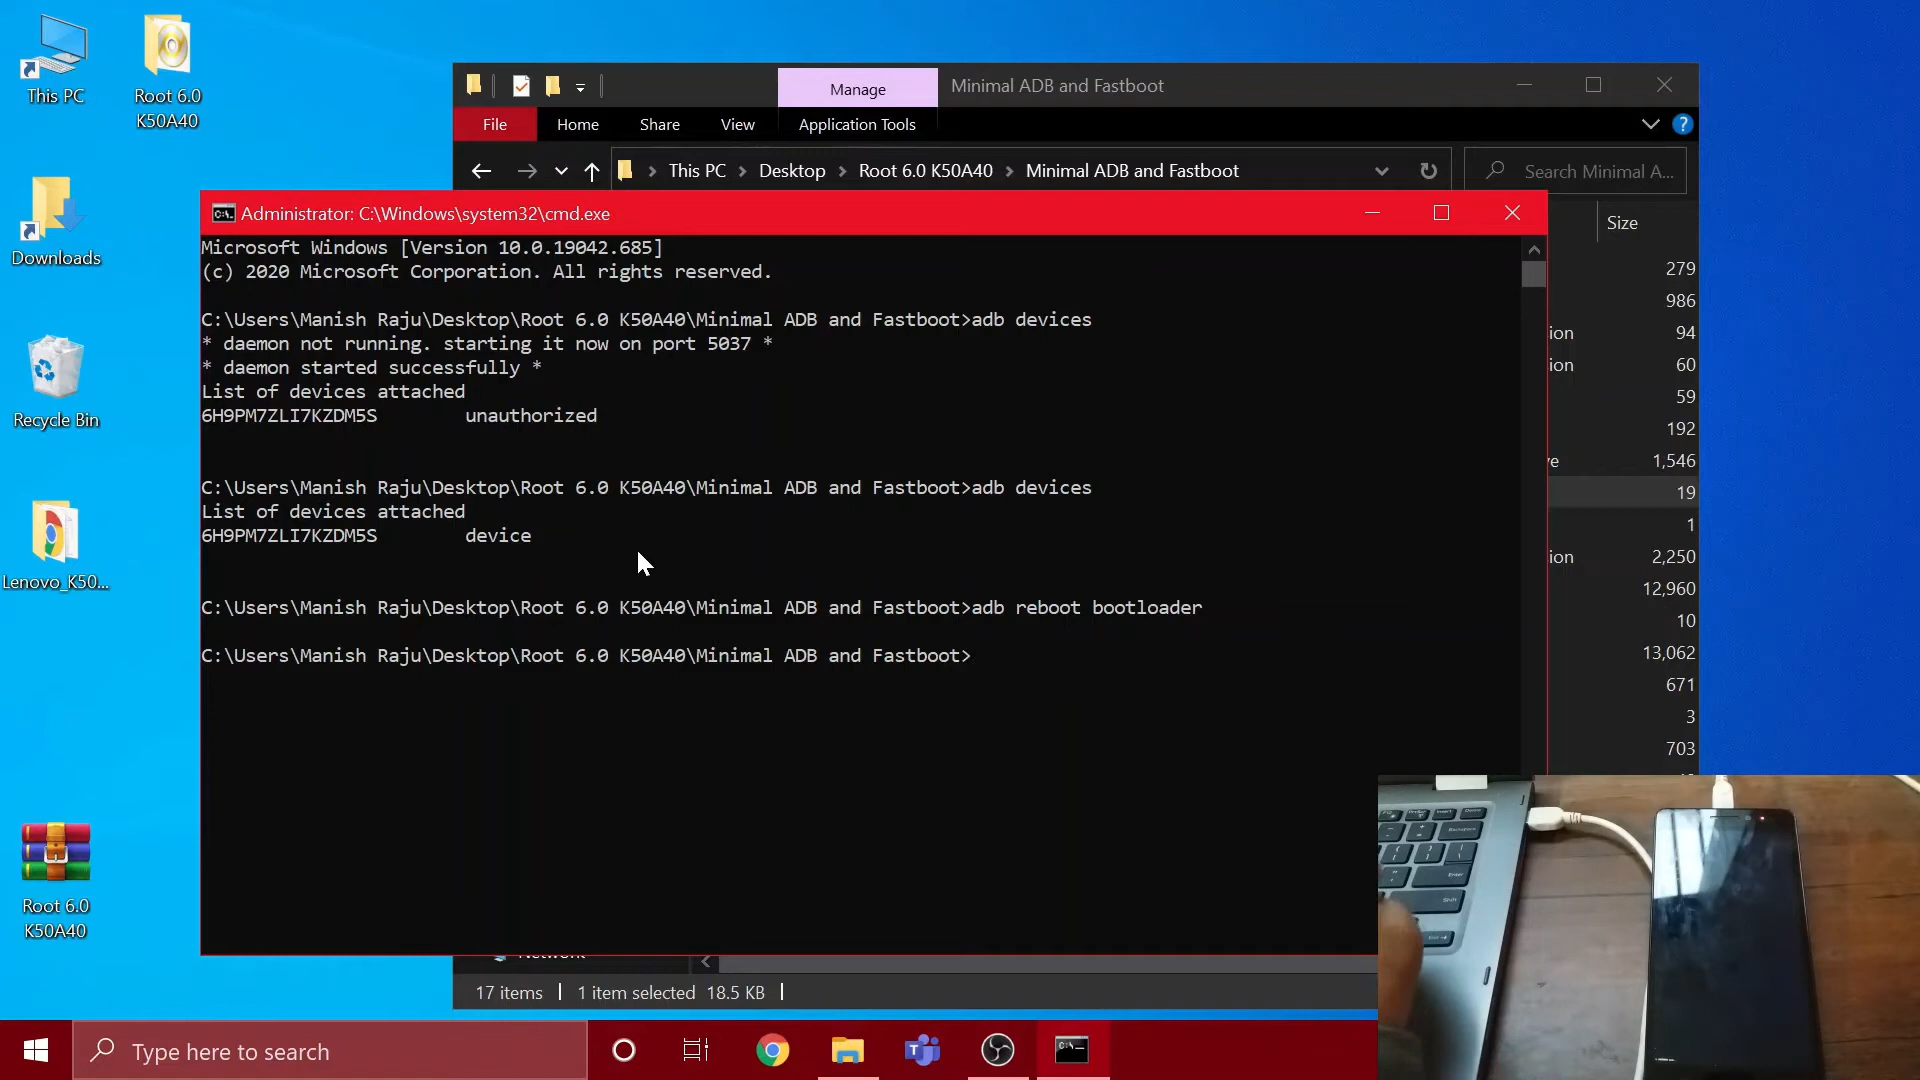 This PC
Root 6.0
K50A40
Downloads
Recycle Bin
Lenovo_K50...
Root 6.0
K50A40
Manage
Minimal ADB and Fastboot
File
Home
Share
View
Application Tools
This PC
Desktop
Root 6.0 K50A40
Minimal ADB and Fastboot
Search Minimal A...
Size
279
986
ion 94
ion 60
59
192
1,546
19
1
ion 2,250
12,960
10
13,062
671
3
703
Administrator: C:\Windows\system32\cmd.exe
Microsoft Windows [Version 10.0.19042.685]
(c) 2020 Microsoft Corporation. All rights reserved.
C:\Users\Manish Raju\Desktop\Root 6.0 K50A40\Minimal ADB and Fastboot>adb devices
* daemon not running. starting it now on port 5037 *
* daemon started successfully *
List of devices attached
6H9PM7ZLI7KZDM5S unauthorized
C:\Users\Manish Raju\Desktop\Root 6.0 K50A40\Minimal ADB and Fastboot>adb devices
List of devices attached
6H9PM7ZLI7KZDM5S device
C:\Users\Manish Raju\Desktop\Root 6.0 K50A40\Minimal ADB and Fastboot>adb reboot bootloader
C:\Users\Manish Raju\Desktop\Root 6.0 K50A40\Minimal ADB and Fastboot>
17 items
1 item selected 18.5 KB
Type here to search